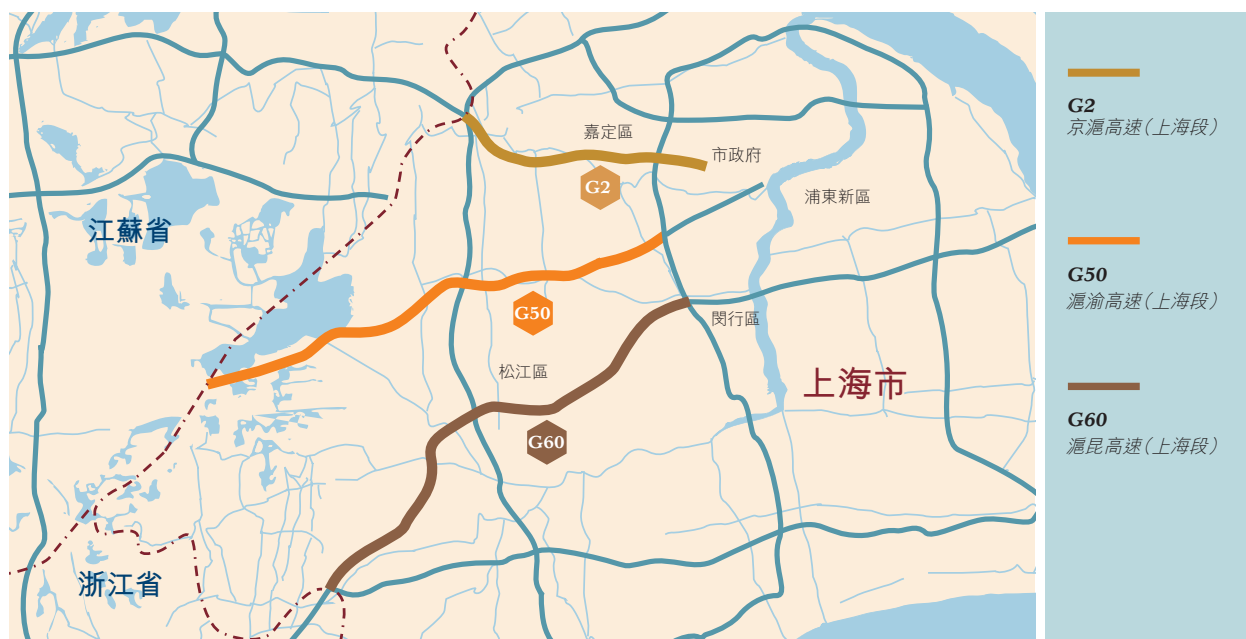 嘉定區
市政府
G2
浦東新區
江蘇省
G50
閔行區
松江區
上海市
G60
浙江省
G2
京滬高速(上海段)
G50
滬渝高速(上海段)
G60
滬昆高速(上海段)